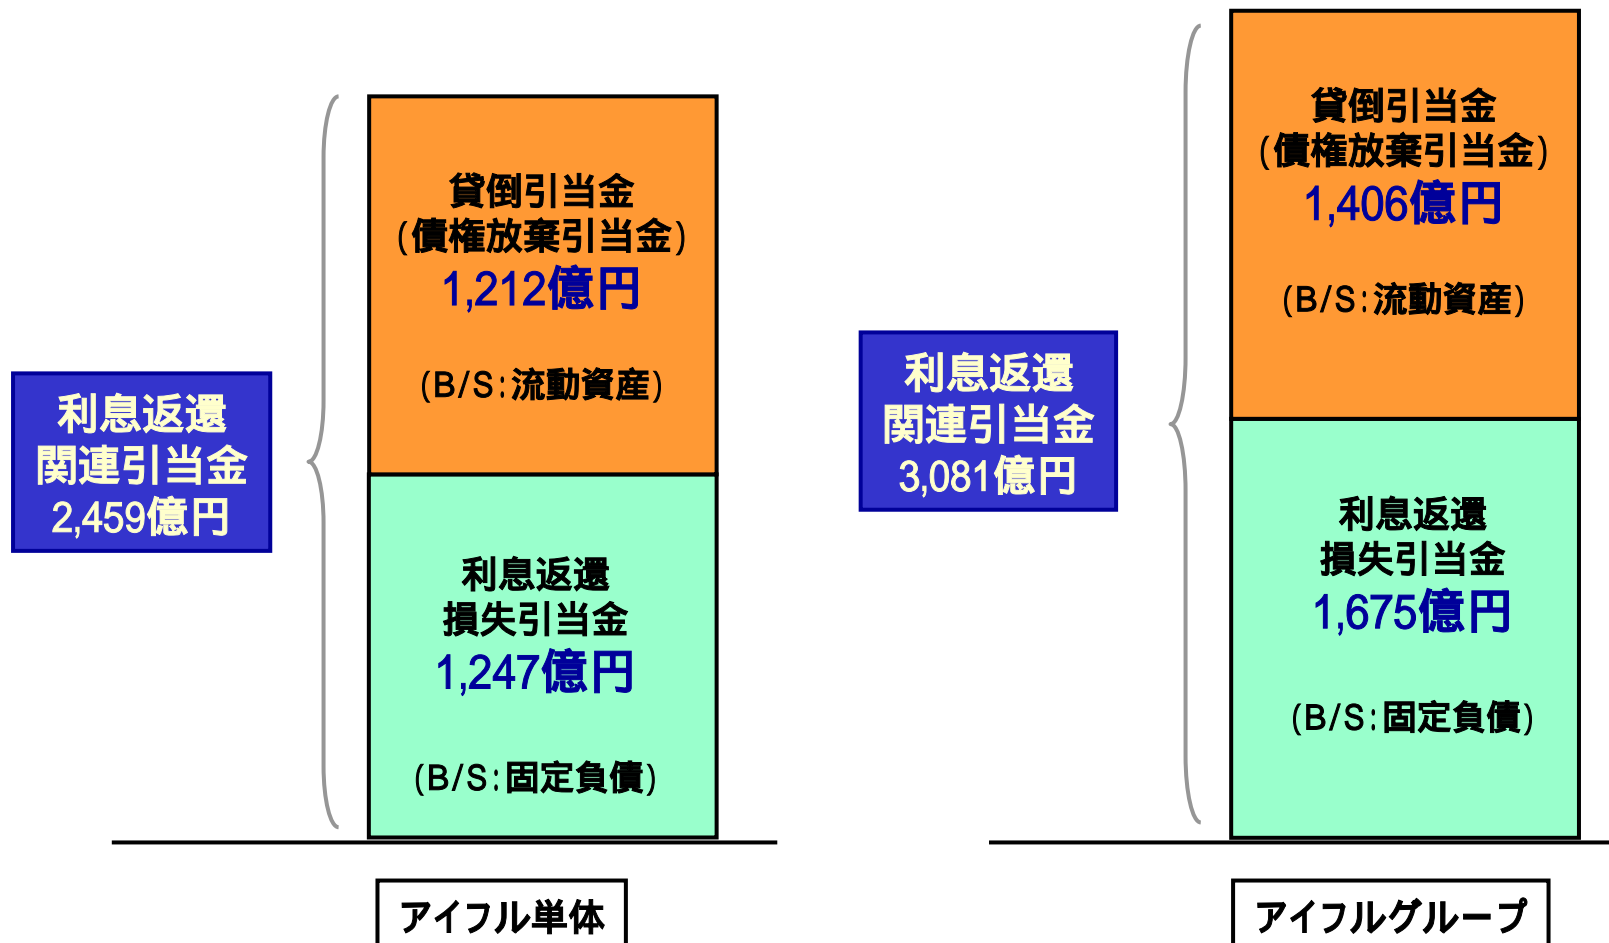 貸倒引当金
(債権放棄引当金)
1,212億円
(B/S:流動資産)
利息返還
関連引当金
2,459億円
利息返還
損失引当金
1,247億円
(B/S:固定負債)
アイフル単体
貸倒引当金
(債権放棄引当金)
1,406億円
(B/S:流動資産)
利息返還
関連引当金
3,081億円
利息返還
損失引当金
1,675億円
(B/S:固定負債)
アイフルグループ